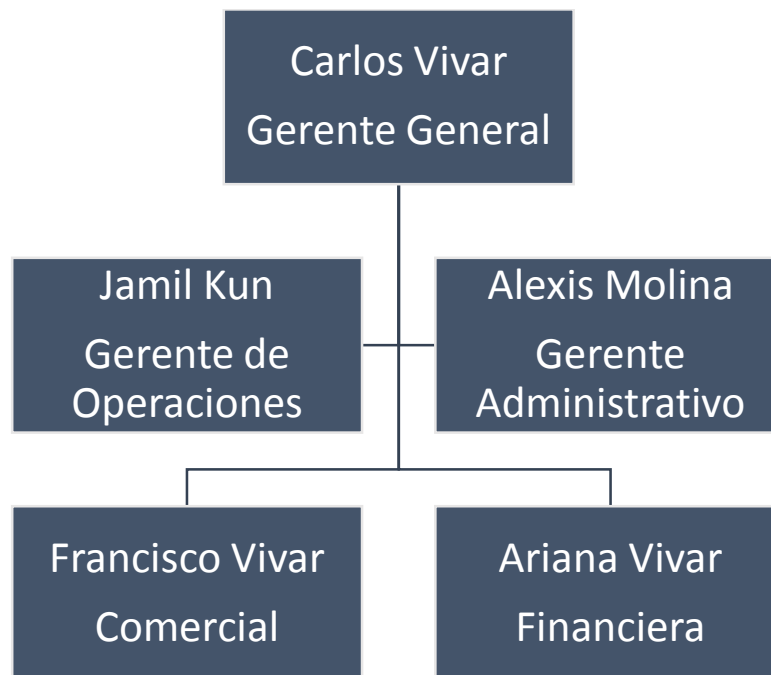 Carlos Vivar
Gerente General
Jamil Kun
Gerente de
Operaciones
Alexis Molina
Gerente
Administrativo
Francisco Vivar
Comercial
Ariana Vivar
Financiera